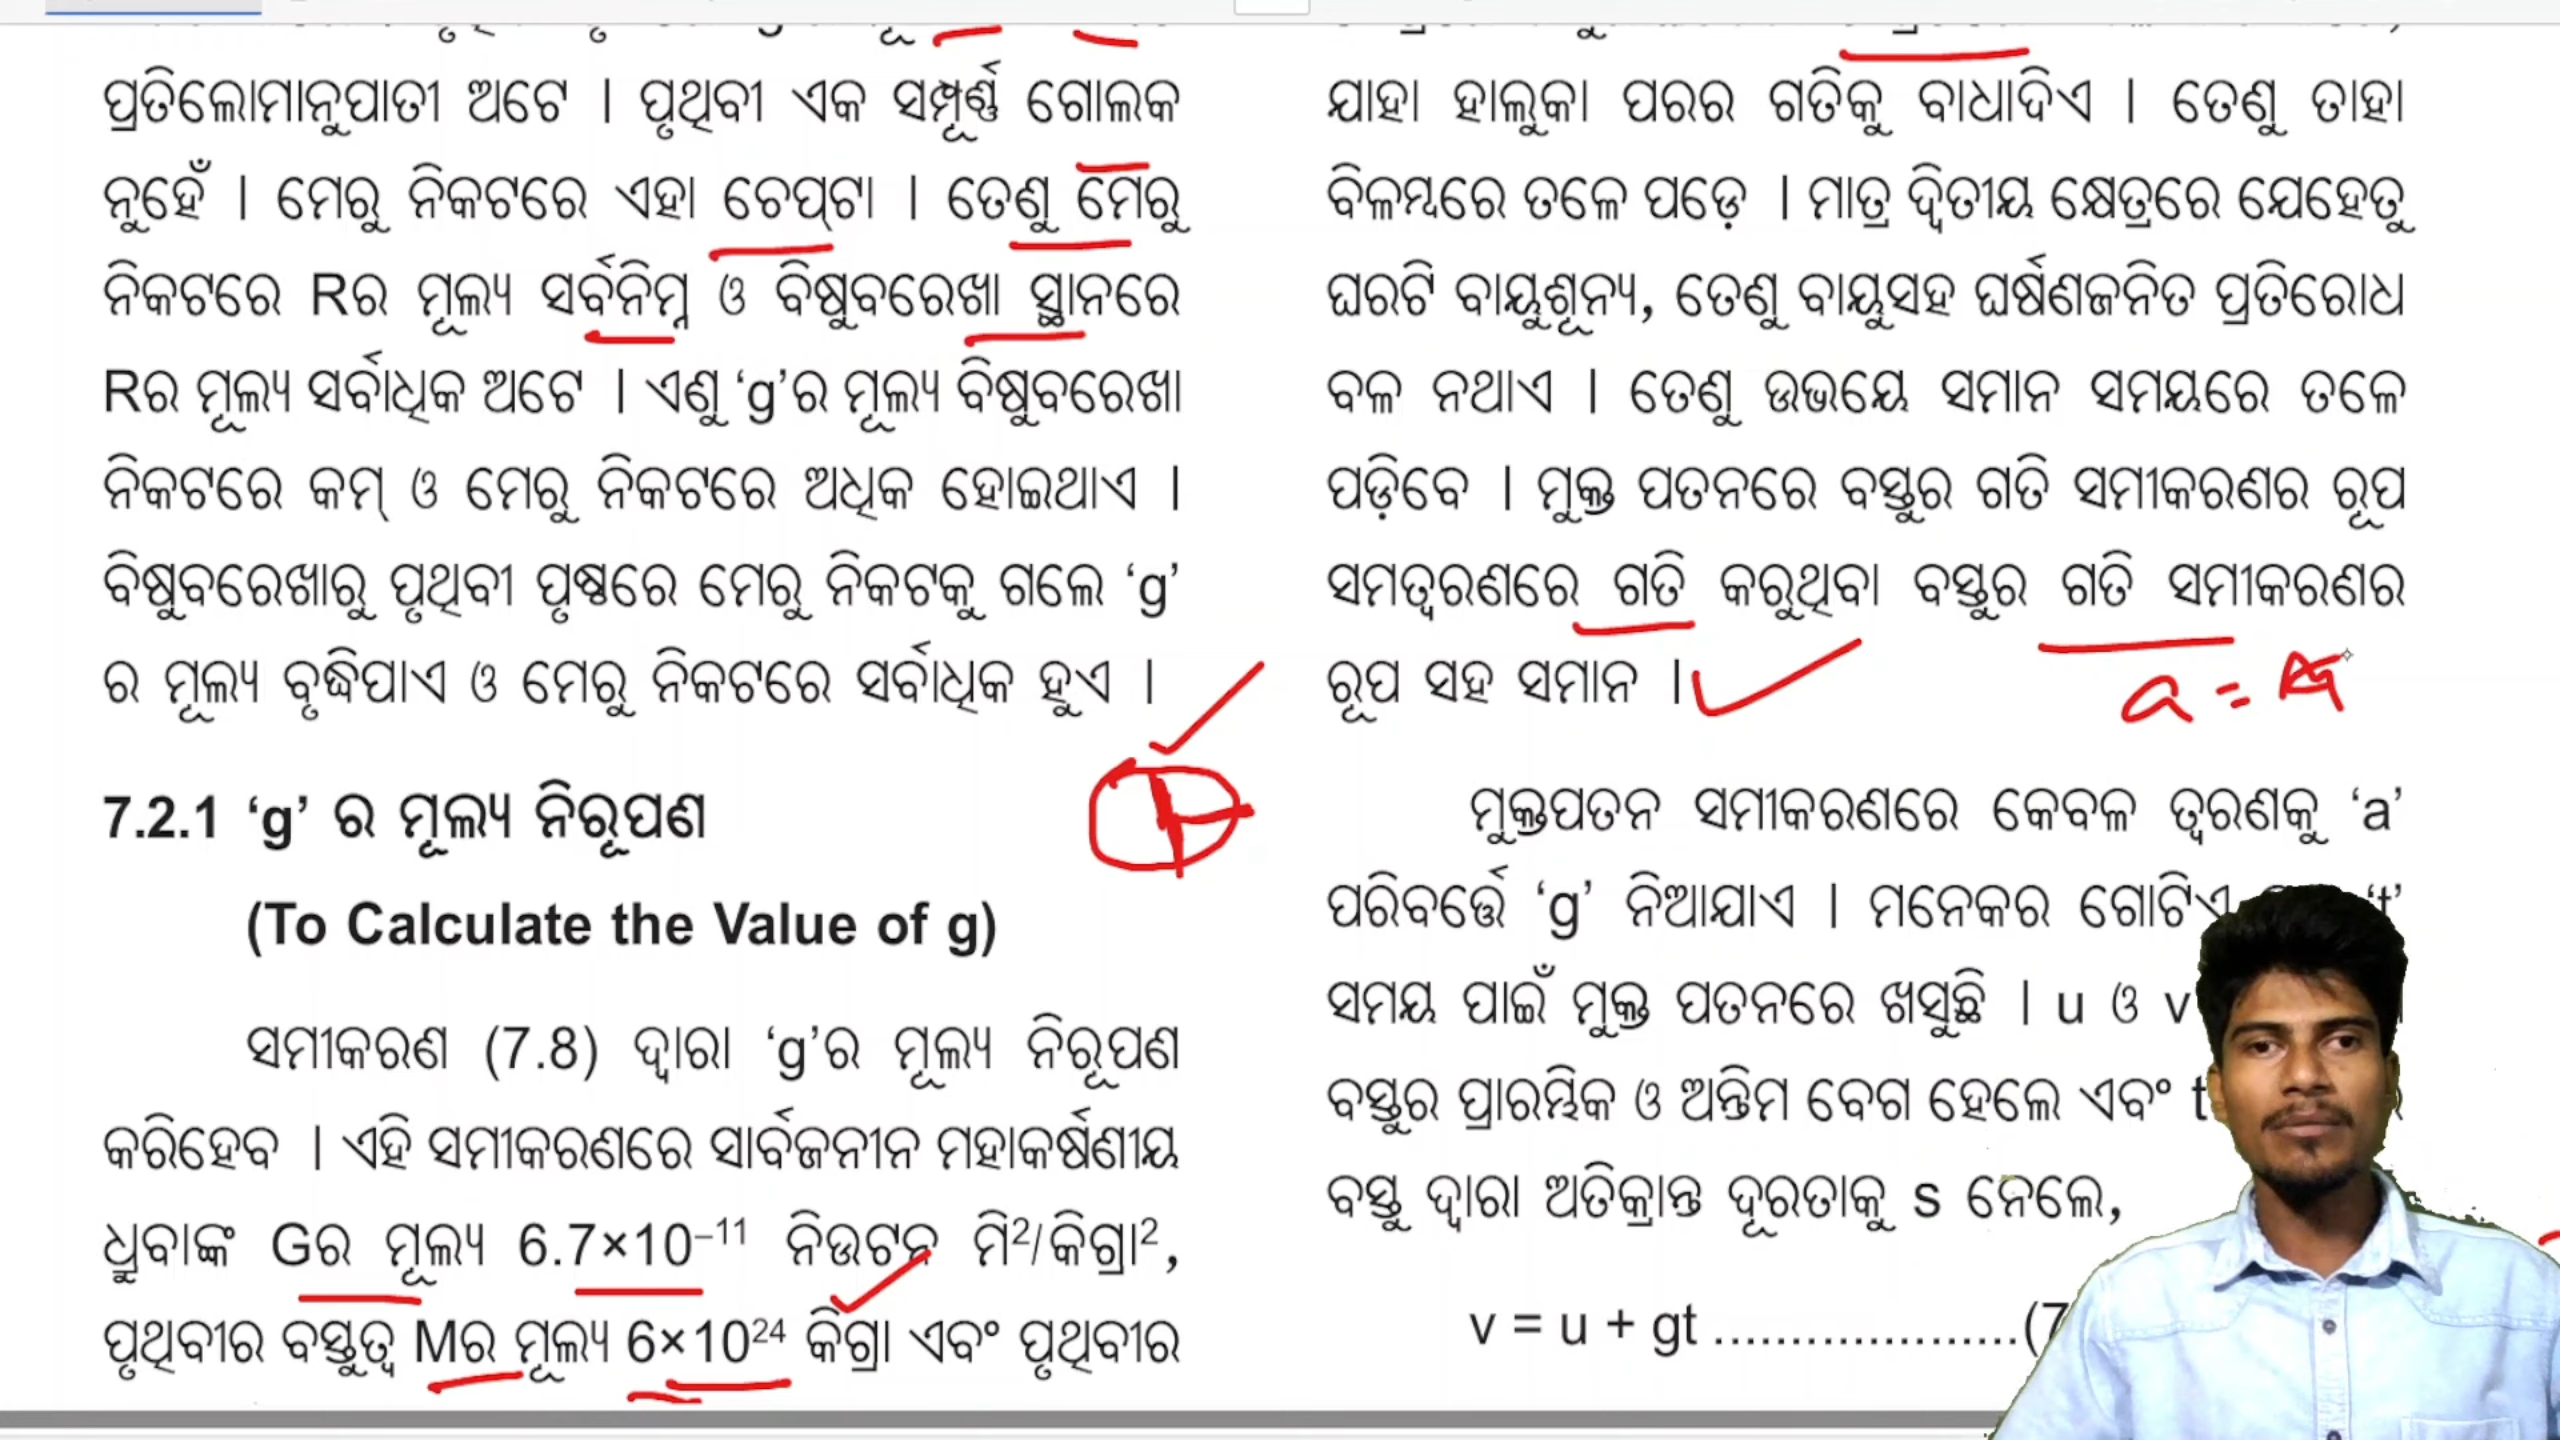 ପ୍ରତିଲୋମାନୁପାତୀ ଅଟେ । ପୃଥିବୀ ଏକ ସମ୍ପୂର୍ଣ୍ଣ ଗୋଲକ
ନୁହେଁ । ମେରୁ ନିକଟରେ ଏହା ଚେପ୍‌ଟା । ତେଣୁ ମେରୁ
ନିକଟରେ Rର ମୂଲ୍ୟ ସର୍ବନିମ୍ନ ଓ ବିଷୁବରେଖା ସ୍ଥାନରେ
Rର ମୂଲ୍ୟ ସର୍ବାଧିକ ଅଟେ । ଏଣୁ ‘g’ର ମୂଲ୍ୟ ବିଷୁବରେଖା
ନିକଟରେ କମ୍ ଓ ମେରୁ ନିକଟରେ ଅଧିକ ହୋଇଥାଏ ।
ବିଷୁବରେଖାରୁ ପୃଥିବୀ ପୃଷ୍ଠରେ ମେରୁ ନିକଟକୁ ଗଲେ ‘g’
ର ମୂଲ୍ୟ ବୃଦ୍ଧିପାଏ ଓ ମେରୁ ନିକଟରେ ସର୍ବାଧିକ ହୁଏ ।
7.2.1 ‘g’ ର ମୂଲ୍ୟ ନିରୂପଣ
(To Calculate the Value of g)
ସମୀକରଣ (7.8) ଦ୍ୱାରା ‘g’ର ମୂଲ୍ୟ ନିରୂପଣ
କରିହେବ । ଏହି ସମୀକରଣରେ ସାର୍ବଜନୀନ ମହାକର୍ଷଣୀୟ
ଧ୍ରୁବାଙ୍କ Gର ମୂଲ୍ୟ 6.7×10⁻¹¹ ନିଉଟନ ମି²/କିଗ୍ରା²,
ପୃଥିବୀର ବସ୍ତୁତ୍ୱ Mର ମୂଲ୍ୟ 6×10²⁴ କିଗ୍ରା ଏବଂ ପୃଥିବୀର
ଯାହା ହାଲୁକା ପରର ଗତିକୁ ବାଧାଦିଏ । ତେଣୁ ତାହା
ବିଳମ୍ବରେ ତଳେ ପଡ଼େ । ମାତ୍ର ଦ୍ୱିତୀୟ କ୍ଷେତ୍ରରେ ଯେହେତୁ
ଘରଟି ବାୟୁଶୂନ୍ୟ, ତେଣୁ ବାୟୁସହ ଘର୍ଷଣଜନିତ ପ୍ରତିରୋଧ
ବଳ ନଥାଏ । ତେଣୁ ଉଭୟେ ସମାନ ସମୟରେ ତଳେ
ପଡ଼ିବେ । ମୁକ୍ତ ପତନରେ ବସ୍ତୁର ଗତି ସମୀକରଣର ରୂପ
ସମତ୍ୱରଣରେ ଗତି କରୁଥିବା ବସ୍ତୁର ଗତି ସମୀକରଣର
ରୂପ ସହ ସମାନ ।
a =
ମୁକ୍ତପତନ ସମୀକରଣରେ କେବଳ ତ୍ୱରଣକୁ ‘a’
ପରିବର୍ତ୍ତେ ‘g’ ନିଆଯାଏ । ମନେକର ଗୋଟିଏ ‘t’
ସମୟ ପାଇଁ ମୁକ୍ତ ପତନରେ ଖସୁଛି । u ଓ v
ବସ୍ତୁର ପ୍ରାରମ୍ଭିକ ଓ ଅନ୍ତିମ ବେଗ ହେଲେ ଏବଂ t
ବସ୍ତୁ ଦ୍ୱାରା ଅତିକ୍ରାନ୍ତ ଦୂରତାକୁ s ନେଲେ,
v = u + gt .....................(7